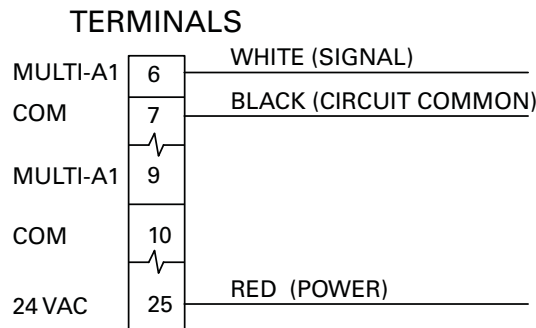 TERMINALS
MULTI-A1 6 WHITE (SIGNAL)
COM 7 BLACK (CIRCUIT COMMON)
MULTI-A1 9
COM 10
24 VAC 25 RED (POWER)